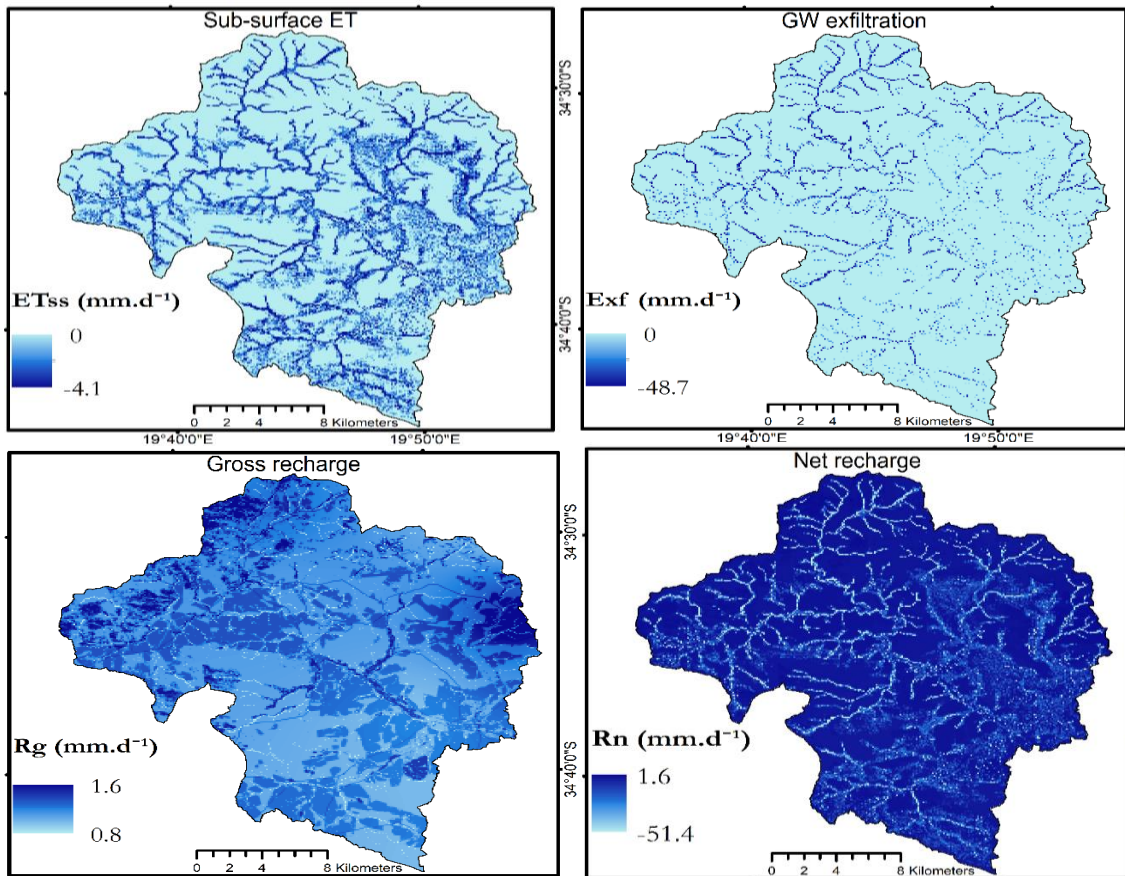 Sub-surface ET
GW exfiltration
34°30'0"S
34°40'0"S
ETss (mm.d⁻¹)
0
-4.1
0 2 4 8 Kilometers
Exf (mm.d⁻¹)
0
-48.7
0 2 4 8 Kilometers
19°40'0"E
19°50'0"E
19°40'0"E
19°50'0"E
Gross recharge
Net recharge
34°30'0"S
34°40'0"S
Rg (mm.d⁻¹)
1.6
0.8
0 2 4 8 Kilometers
Rn (mm.d⁻¹)
1.6
-51.4
0 2 4 8 Kilometers